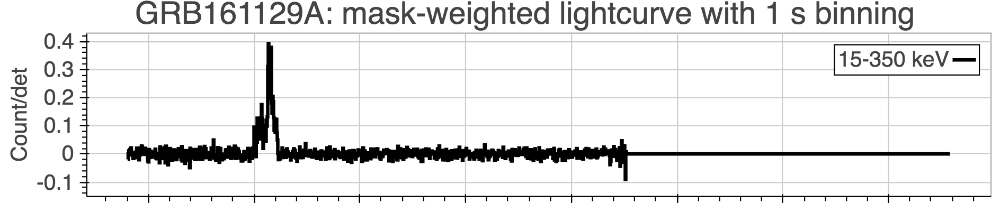 GRB161129A: mask-weighted lightcurve with 1 s binning
0.4
15-350 keV
0.3
0.2
0.1
0
-0.1
Count/det